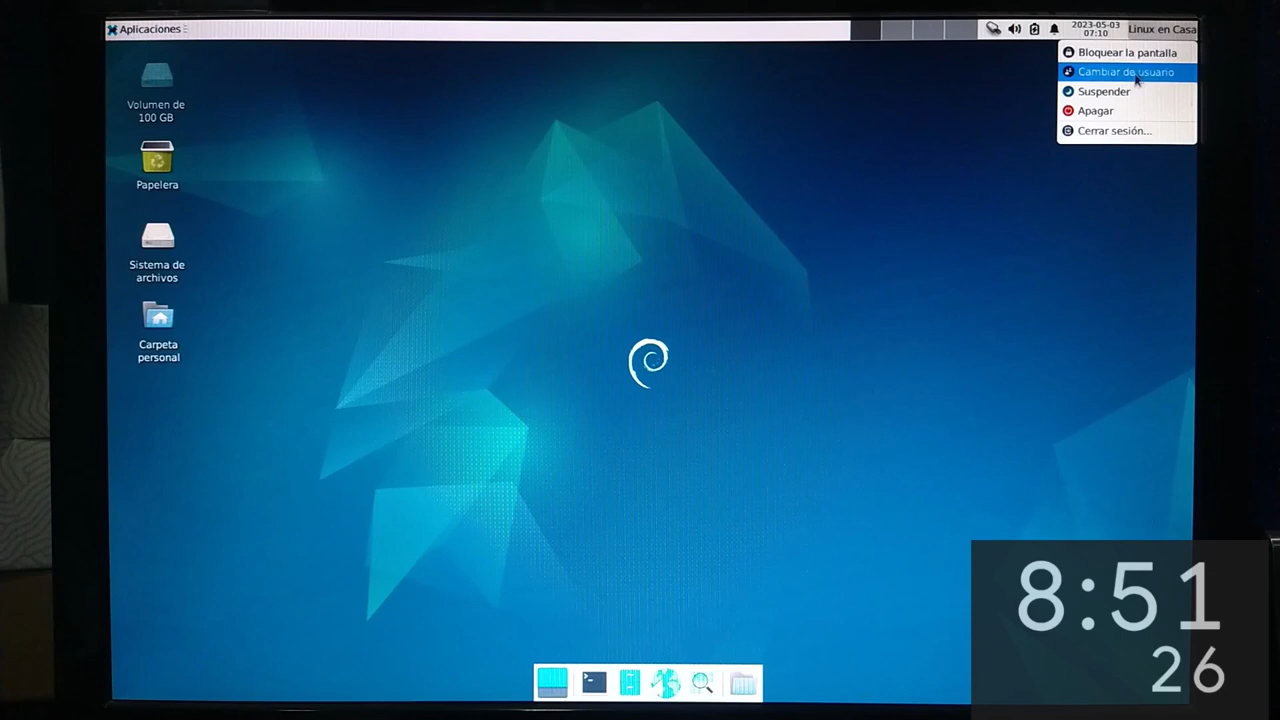 Aplicaciones
2023-05-03
07:10
Linux en Casa
Bloquear la pantalla
Cambiar de usuario
Suspender
Apagar
Cerrar sesión...
Volumen de
100 GB
Papelera
Sistema de
archivos
Carpeta
personal
8:51
26